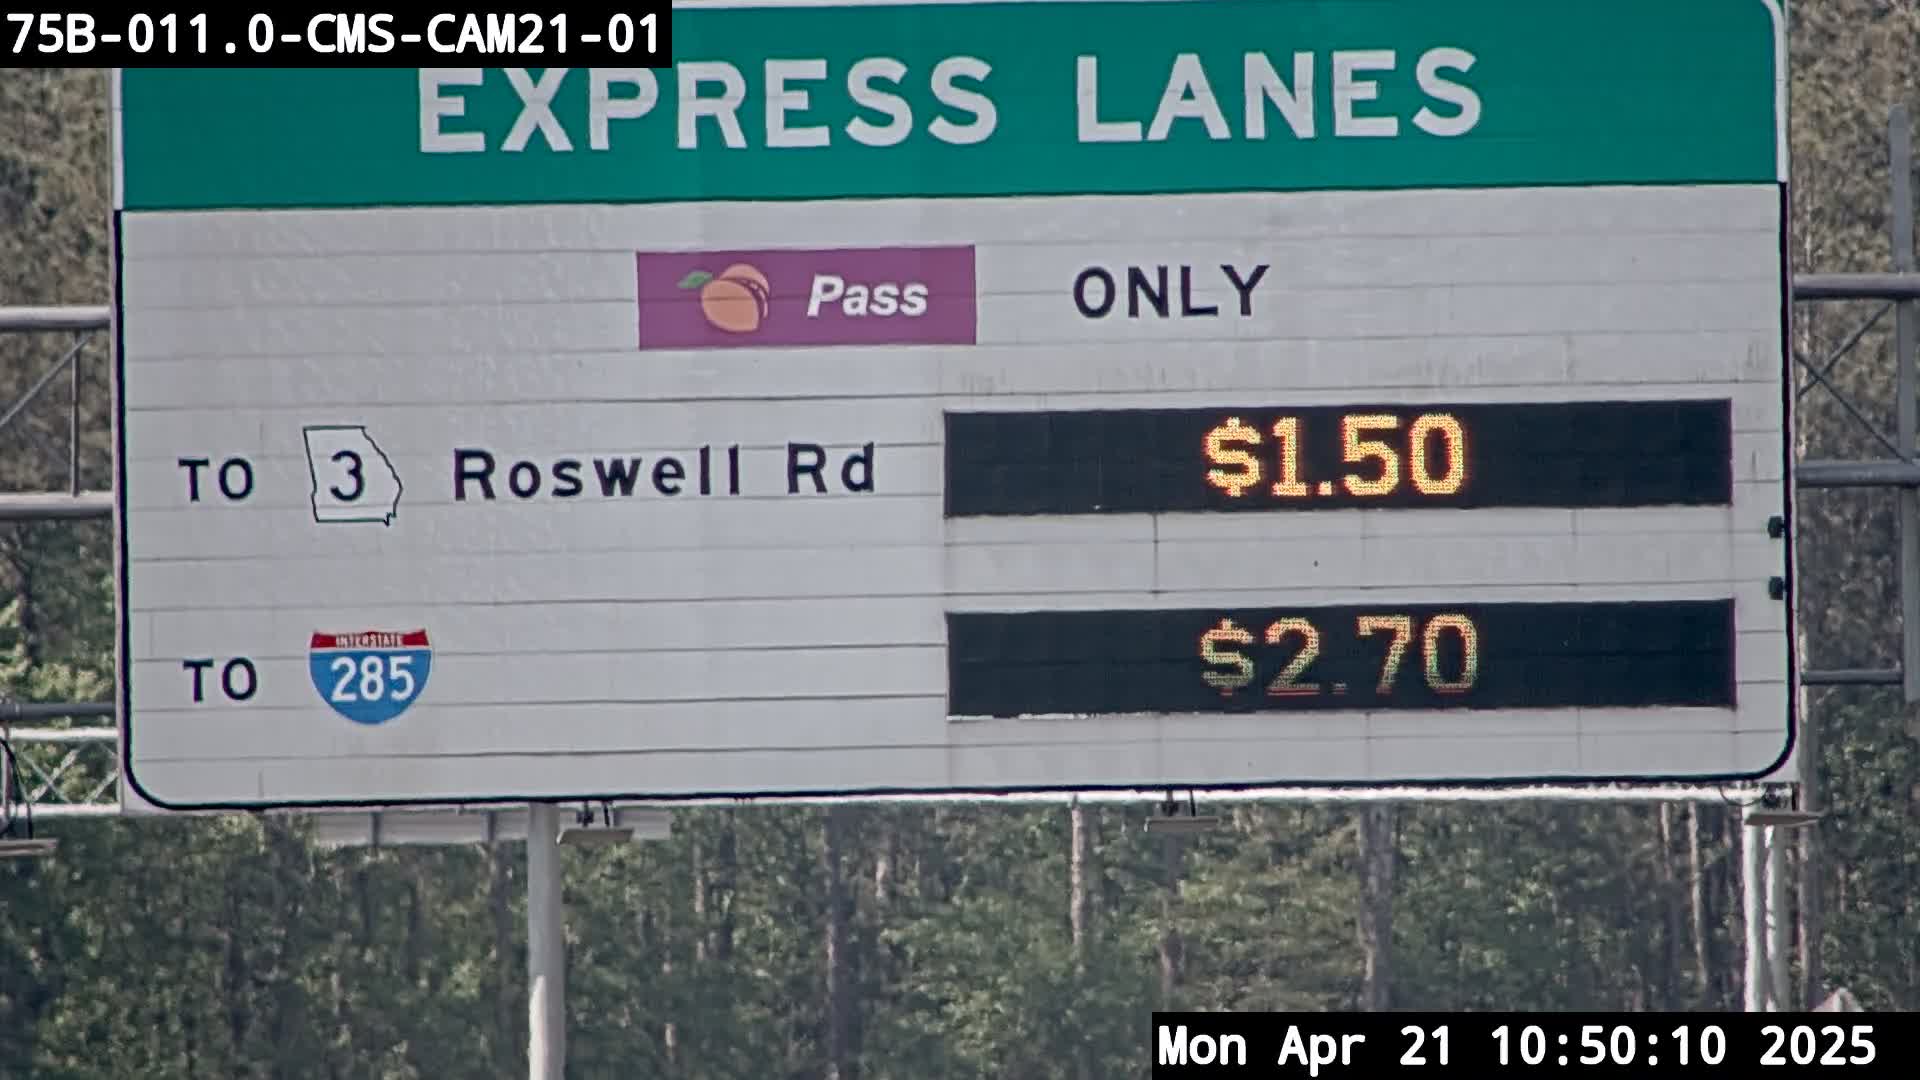 75B-011.0-CMS-CAM21-01
EXPRESS LANES
Pass ONLY
TO 3 Roswell Rd $1.50
TO INTERSTATE 285 $2.70
Mon Apr 21 10:50:10 2025